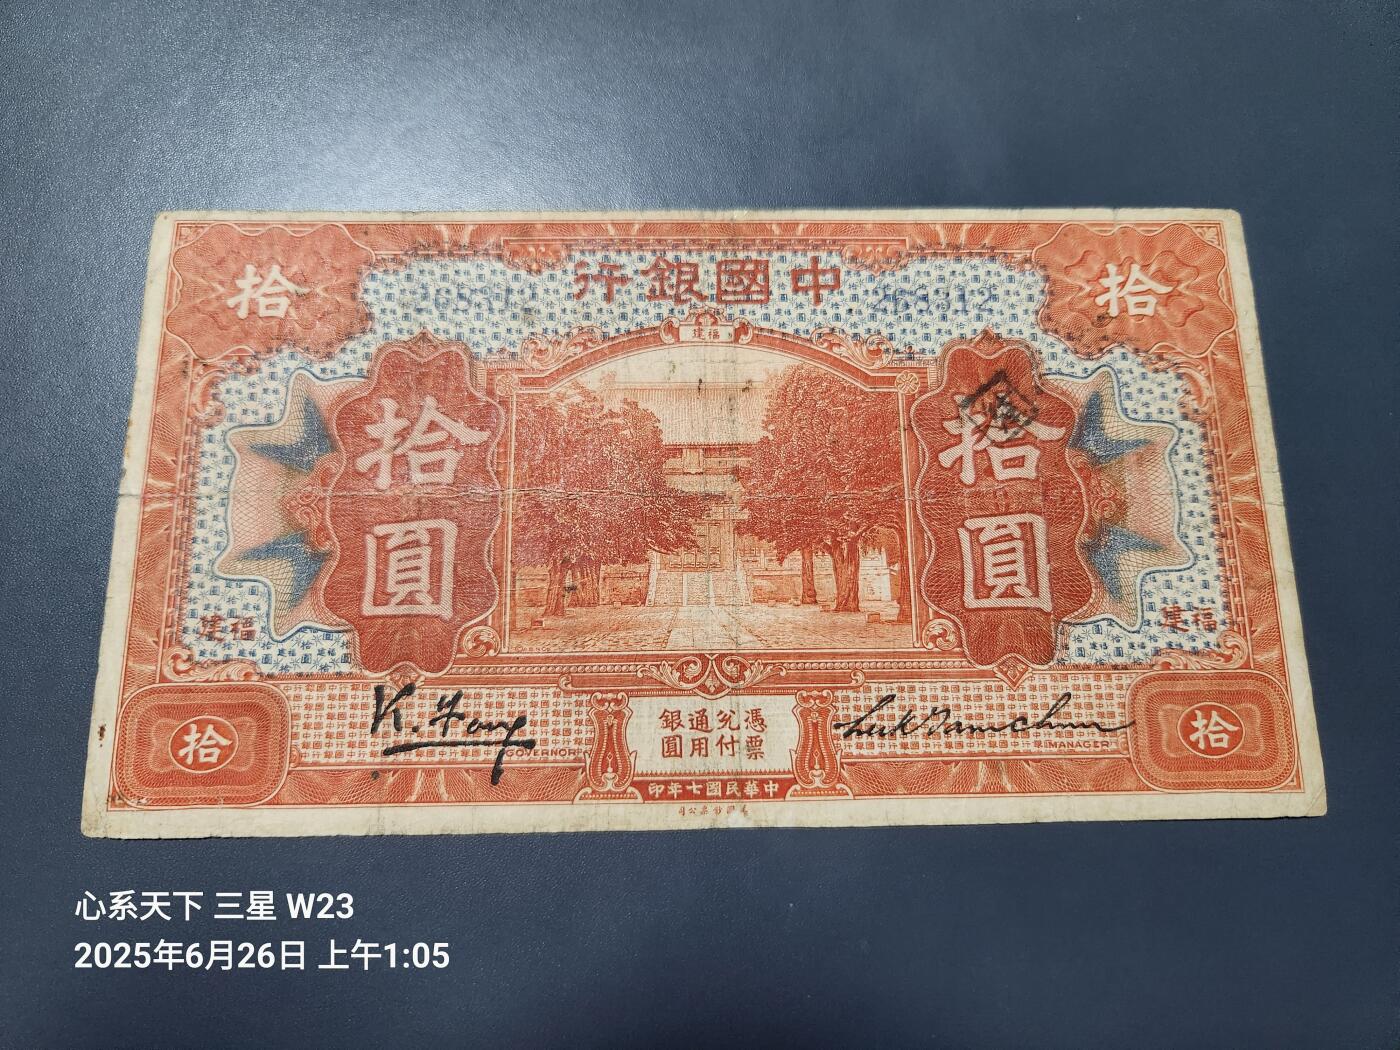 中國銀行
268312 268312
福建
拾 拾
拾圓 拾圓
福建 福建
拾 拾
憑票
兌付
通用
銀圓
K. Fong
GOVERNOR
MANAGER
中華民國七年印
心系天下 三星 W23
2025年6月26日 上午1:05